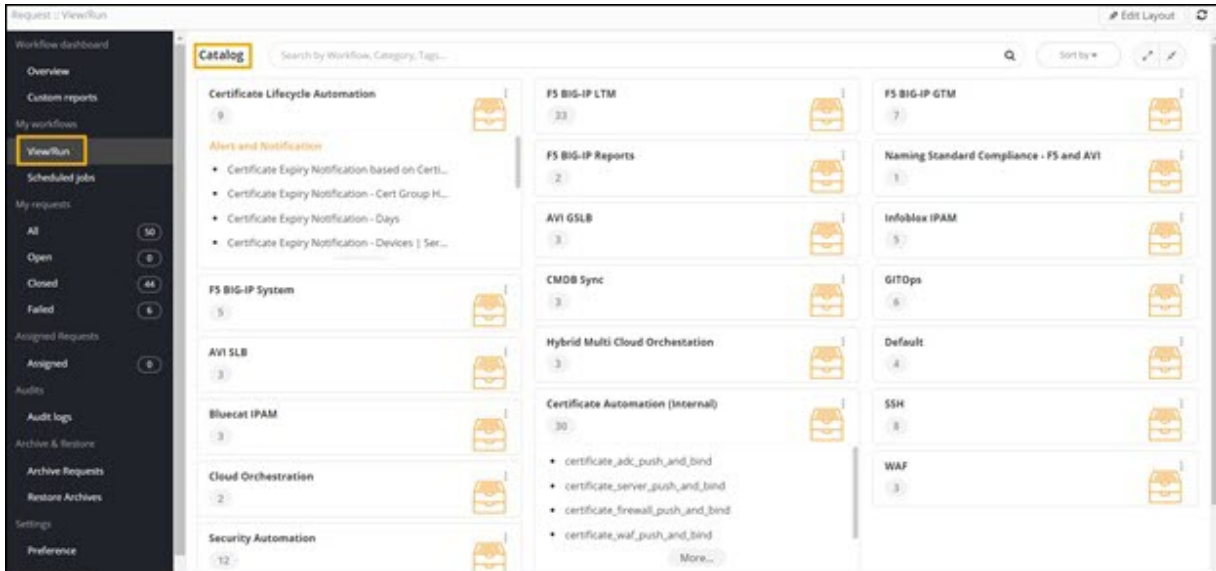 Request :: View/Run
Edit Layout
Workflow dashboard
Overview
Custom reports
My workflows
View/Run
Scheduled jobs
My requests
All 50
Open 0
Closed 44
Failed 6
Assigned Requests
Assigned 0
Audits
Audit logs
Archive & Restore
Archive Requests
Restore Archives
Settings
Preference
Catalog
Search by Workflow, Category, Tags...
Sort by
Certificate Lifecycle Automation
9
Alert and Notification
Certificate Expiry Notification based on Certi...
Certificate Expiry Notification - Cert Group H...
Certificate Expiry Notification - Days
Certificate Expiry Notification - Devices | Ser...
F5 BIG-IP System
5
AVI SLB
3
Bluecat IPAM
3
Cloud Orchestration
2
Security Automation
12
F5 BIG-IP LTM
33
F5 BIG-IP Reports
2
AVI GSLB
3
CMDB Sync
3
Hybrid Multi Cloud Orchestation
3
Certificate Automation (Internal)
30
certificate_adc_push_and_bind
certificate_server_push_and_bind
certificate_firewall_push_and_bind
certificate_waf_push_and_bind
More...
F5 BIG-IP GTM
7
Naming Standard Compliance - F5 and AVI
1
Infoblox IPAM
5
GITOps
6
Default
4
SSH
8
WAF
3